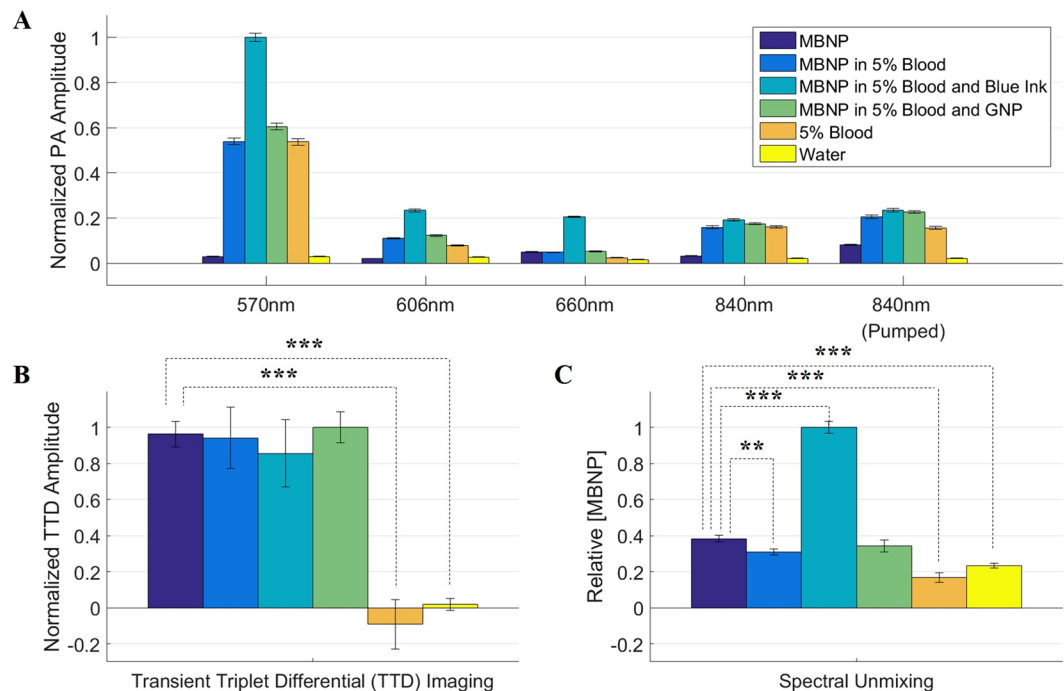 A
Normalized PA Amplitude
1
0.8
0.6
0.4
0.2
0
MBNP
MBNP in 5% Blood
MBNP in 5% Blood and Blue Ink
MBNP in 5% Blood and GNP
5% Blood
Water
570nm
606nm
660nm
840nm
840nm
(Pumped)
B
Normalized TTD Amplitude
1
0.8
0.6
0.4
0.2
0
-0.2
***
***
Transient Triplet Differential (TTD) Imaging
C
Relative [MBNP]
1
0.8
0.6
0.4
0.2
0
-0.2
***
***
***
**
Spectral Unmixing